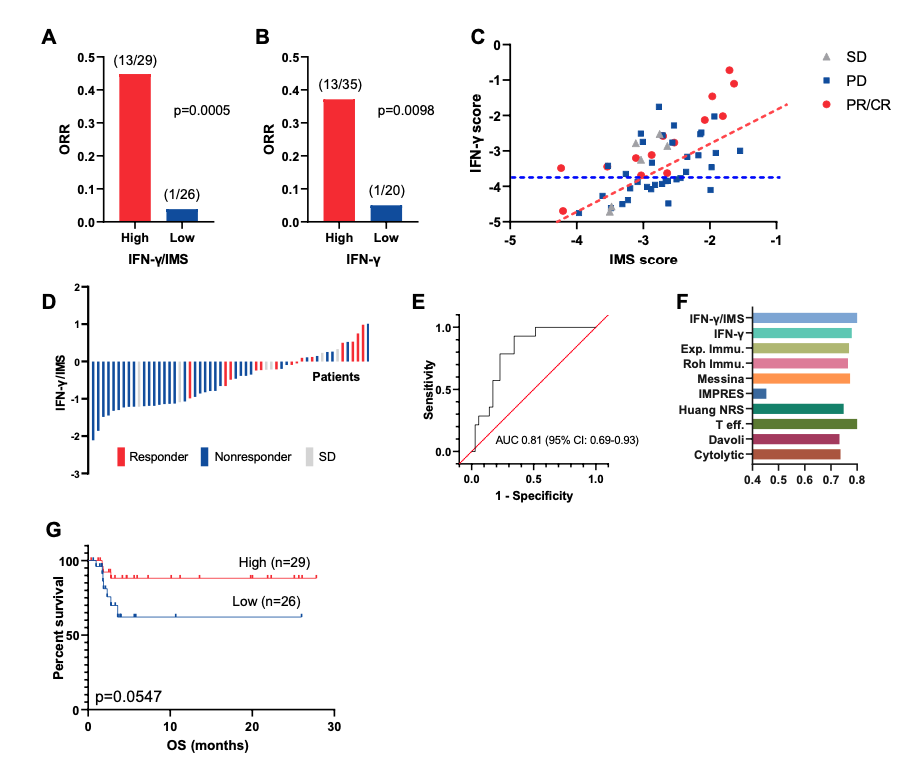 A
(13/29)
0.5
0.4
0.3
0.2
0.1
0.0
ORR
p=0.0005
(1/26)
High
Low
IFN-γ/IMS
B
(13/35)
0.5
0.4
0.3
0.2
0.1
0.0
ORR
p=0.0098
(1/20)
High
Low
IFN-γ
C
0
-1
-2
-3
-4
-5
IFN-γ score
-5
-4
-3
-2
-1
IMS score
SD
PD
PR/CR
D
2
1
0
-1
-2
-3
IFN-γ/IMS
Patients
Responder
Nonresponder
SD
E
1.0
0.5
0.0
Sensitivity
AUC 0.81 (95% CI: 0.69-0.93)
0.0
0.5
1.0
1 - Specificity
F
IFN-γ/IMS
IFN-γ
Exp. Immu.
Roh Immu.
Messina
IMPRES
Huang NRS
T eff.
Davoli
Cytolytic
0.4
0.5
0.6
0.7
0.8
G
100
50
0
Percent survival
High (n=29)
Low (n=26)
p=0.0547
0
10
20
30
OS (months)